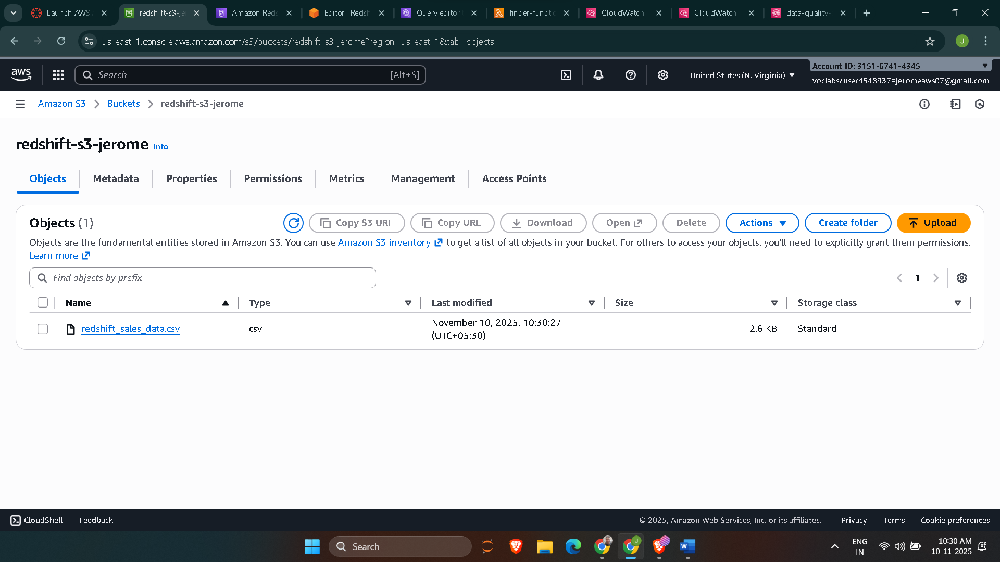 Launch AWS
redshift-s3-je
Amazon Reds
Editor | Redsh
Query editor
finder-functio
CloudWatch
CloudWatch
data-quality-
us-east-1.console.aws.amazon.com/s3/buckets/redshift-s3-jerome?region=us-east-1&tab=objects
J
aws
Search
[Alt+S]
United States (N. Virginia)
Account ID: 3151-6741-4345
voclabs/user4548937=jeromeaws07@gmail.com
Amazon S3
Buckets
redshift-s3-jerome
redshift-s3-jerome Info
Objects
Metadata
Properties
Permissions
Metrics
Management
Access Points
Objects (1)
Copy S3 URI
Copy URL
Download
Open
Delete
Actions
Create folder
Upload
Objects are the fundamental entities stored in Amazon S3. You can use Amazon S3 inventory to get a list of all objects in your bucket. For others to access your objects, you'll need to explicitly grant them permissions.
Learn more
Find objects by prefix
1
Name
Type
Last modified
Size
Storage class
redshift_sales_data.csv
csv
November 10, 2025, 10:30:27
(UTC+05:30)
2.6 KB
Standard
CloudShell
Feedback
© 2025, Amazon Web Services, Inc. or its affiliates.
Privacy
Terms
Cookie preferences
Search
J
W
ENG
IN
10:30 AM
10-11-2025